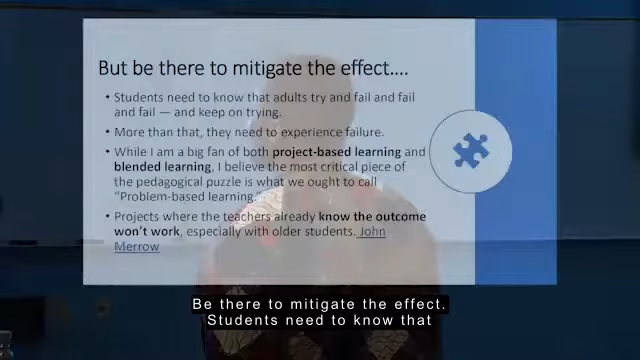 But be there to mitigate the effect....
• Students need to know that adults try and fail and fail
and fail — and keep on trying.
• More than that, they need to experience failure.
• While I am a big fan of both project-based learning and
blended learning, I believe the most critical piece of
the pedagogical puzzle is what we ought to call
"Problem-based learning."
• Projects where the teachers already know the outcome
won't work, especially with older students. John
Merrow
Be there to mitigate the effect.
Students need to know that